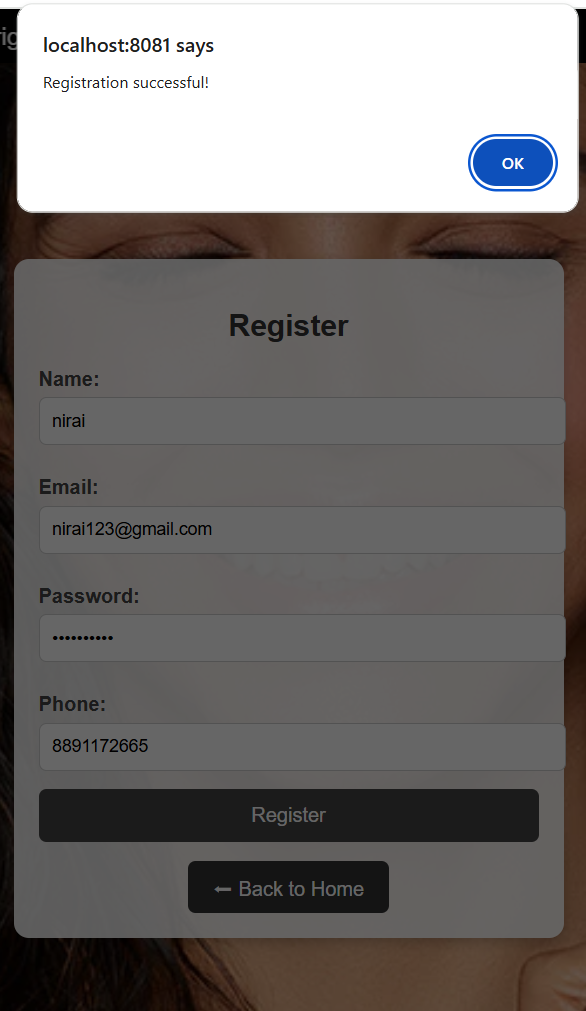 localhost:8081 says
Registration successful!
OK
Register
Name:
nirai
Email:
nirai123@gmail.com
Password:
••••••••••
Phone:
8891172665
Register
⬅ Back to Home